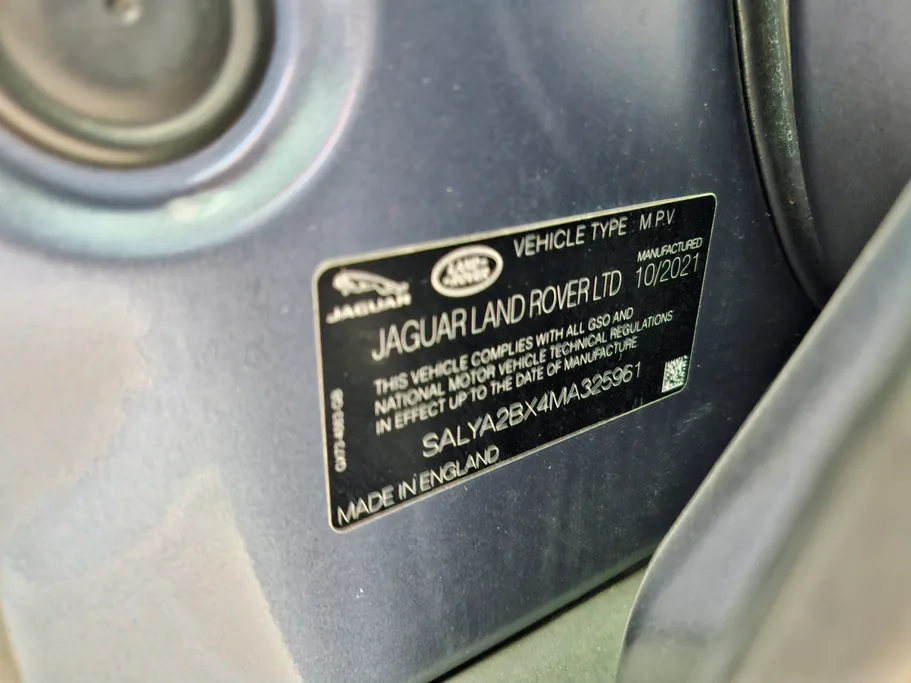 VEHICLE TYPE M P V
JAGUAR
LAND
ROVER
MANUFACTURED
JAGUAR LAND ROVER LTD 10/2021
THIS VEHICLE COMPLIES WITH ALL GSO AND
NATIONAL MOTOR VEHICLE TECHNICAL REGULATIONS
IN EFFECT UP TO THE DATE OF MANUFACTURE
SALYA2BX4MA325961
MADE IN ENGLAND